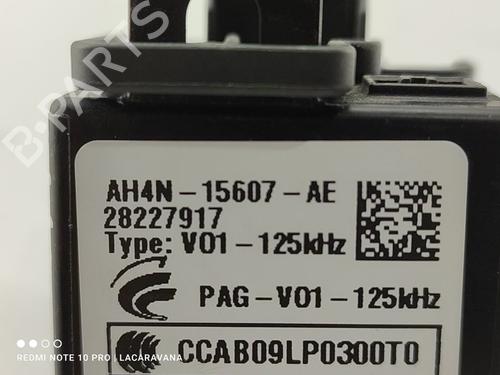 B-PARTS
AH4N-15607-AE
28227917
Type: V01-125kHz
PAG-V01-125kHz
CCAB09LP0300T0
REDMI NOTE 10 PRO | LACARAVANA